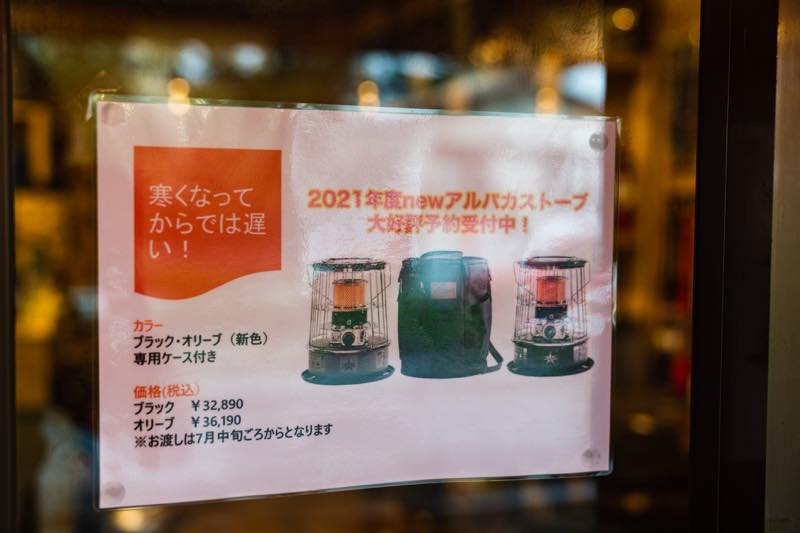 寒くなって
からでは遅
い！
2021年度newアルパカストーブ
大好評予約受付中！
カラー
ブラック・オリーブ（新色）
専用ケース付き
価格(税込）
ブラック　￥32,890
オリーブ　￥36,190
※お渡しは7月中旬ごろからとなります